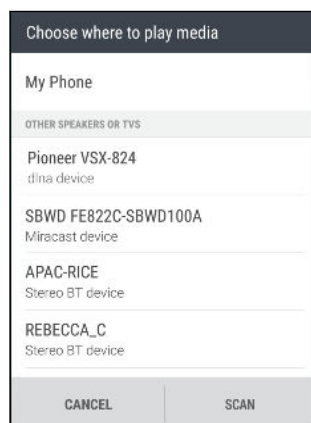 Choose where to play media
My Phone
OTHER SPEAKERS OR TVS
Pioneer VSX-824
dlna device
SBWD FE822C-SBWD100A
Miracast device
APAC-RICE
Stereo BT device
REBECCA_C
Stereo BT device
CANCEL
SCAN